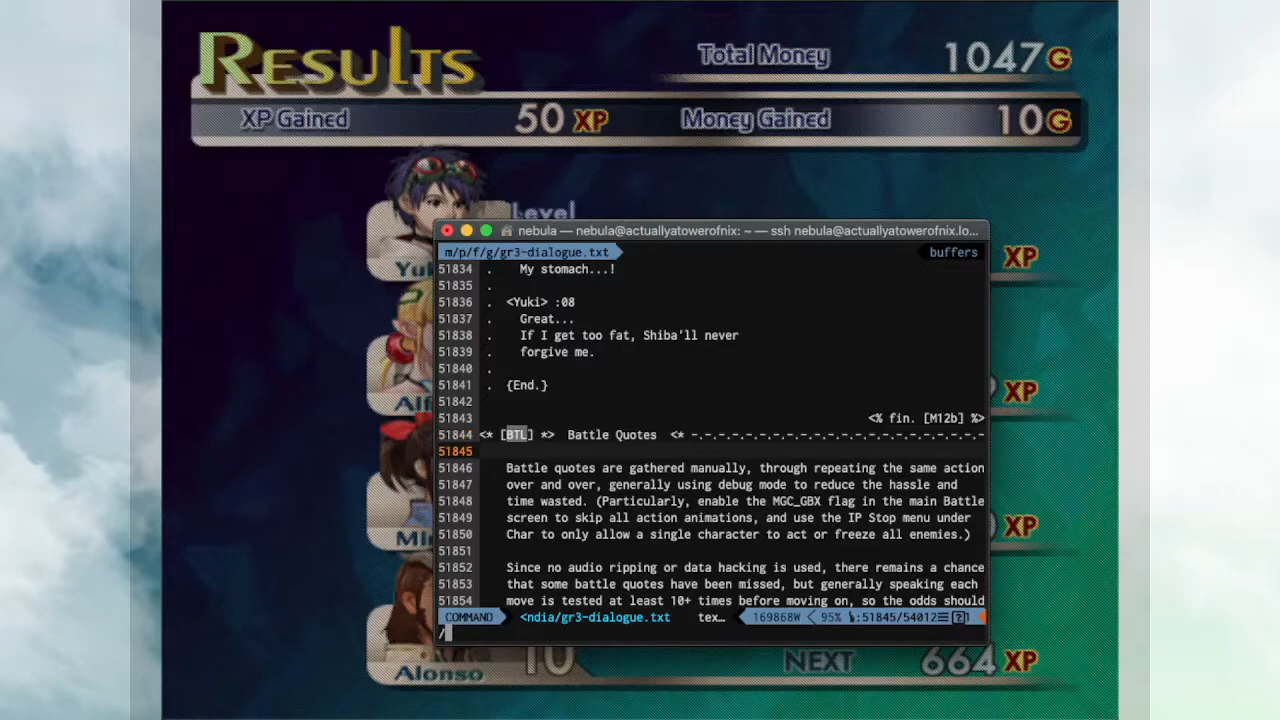 RESULTS
Total Money 1047G
XP Gained 50 XP Money Gained 10G
Level
nebula — nebula@actuallyatowerofnix: ~ — ssh nebula@actuallyatowerofnix.lo...
m/p/f/g/gr3-dialogue.txt buffers
51834 . My stomach...!
51835 .
51836 . <Yuki> :08
51837 . Great...
51838 . If I get too fat, Shiba'll never
51839 . forgive me.
51840 .
51841 . {End.}
51842
51843 <% fin. [M12b] %>
51844 <* [BTL] *> Battle Quotes <* -.-.-.-.-.-.-.-.-.-.-.-.-.-.-.-.-.-.-.-.-.-
51845
51846 Battle quotes are gathered manually, through repeating the same action
51847 over and over, generally using debug mode to reduce the hassle and
51848 time wasted. (Particularly, enable the MGC_GBX flag in the main Battle
51849 screen to skip all action animations, and use the IP Stop menu under
51850 Char to only allow a single character to act or freeze all enemies.)
51851
51852 Since no audio ripping or data hacking is used, there remains a chance
51853 that some battle quotes have been missed, but generally speaking each
51854 move is tested at least 10+ times before moving on, so the odds should
COMMAND <ndia/gr3-dialogue.txt tex… 169868W 95% :51845/54012 [?]1
/
XP
XP
XP
Alonso 10 NEXT 664 XP